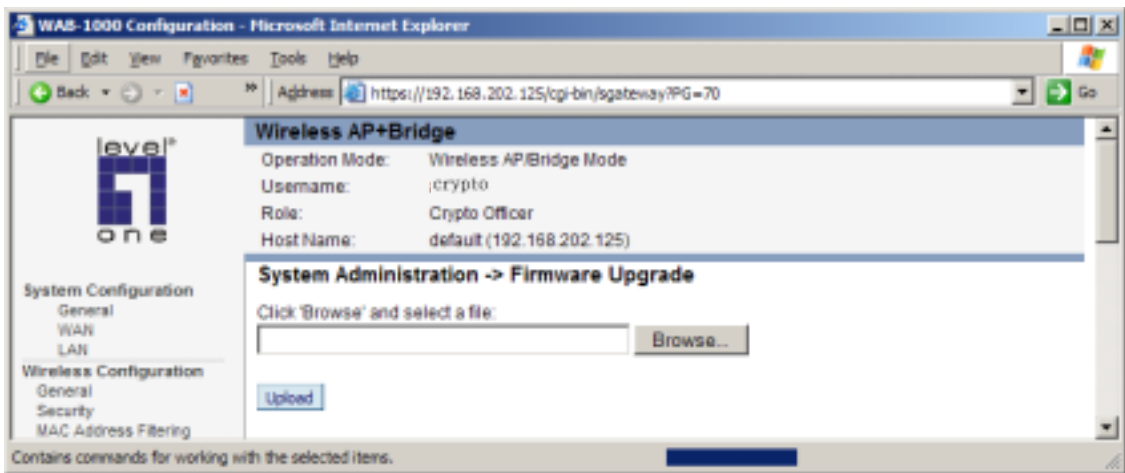 WAB-1000 Configuration - Microsoft Internet Explorer
File Edit View Favorites Tools Help
Back » Address https://192.168.202.125/cgi-bin/sgateway?PG=70 Go
level®
one
Wireless AP+Bridge
Operation Mode: Wireless AP/Bridge Mode
Username: crypto
Role: Crypto Officer
Host Name: default (192.168.202.125)
System Configuration
General
WAN
LAN
Wireless Configuration
General
Security
MAC Address Filtering
System Administration -> Firmware Upgrade
Click 'Browse' and select a file:
Browse...
Upload
Contains commands for working with the selected items.